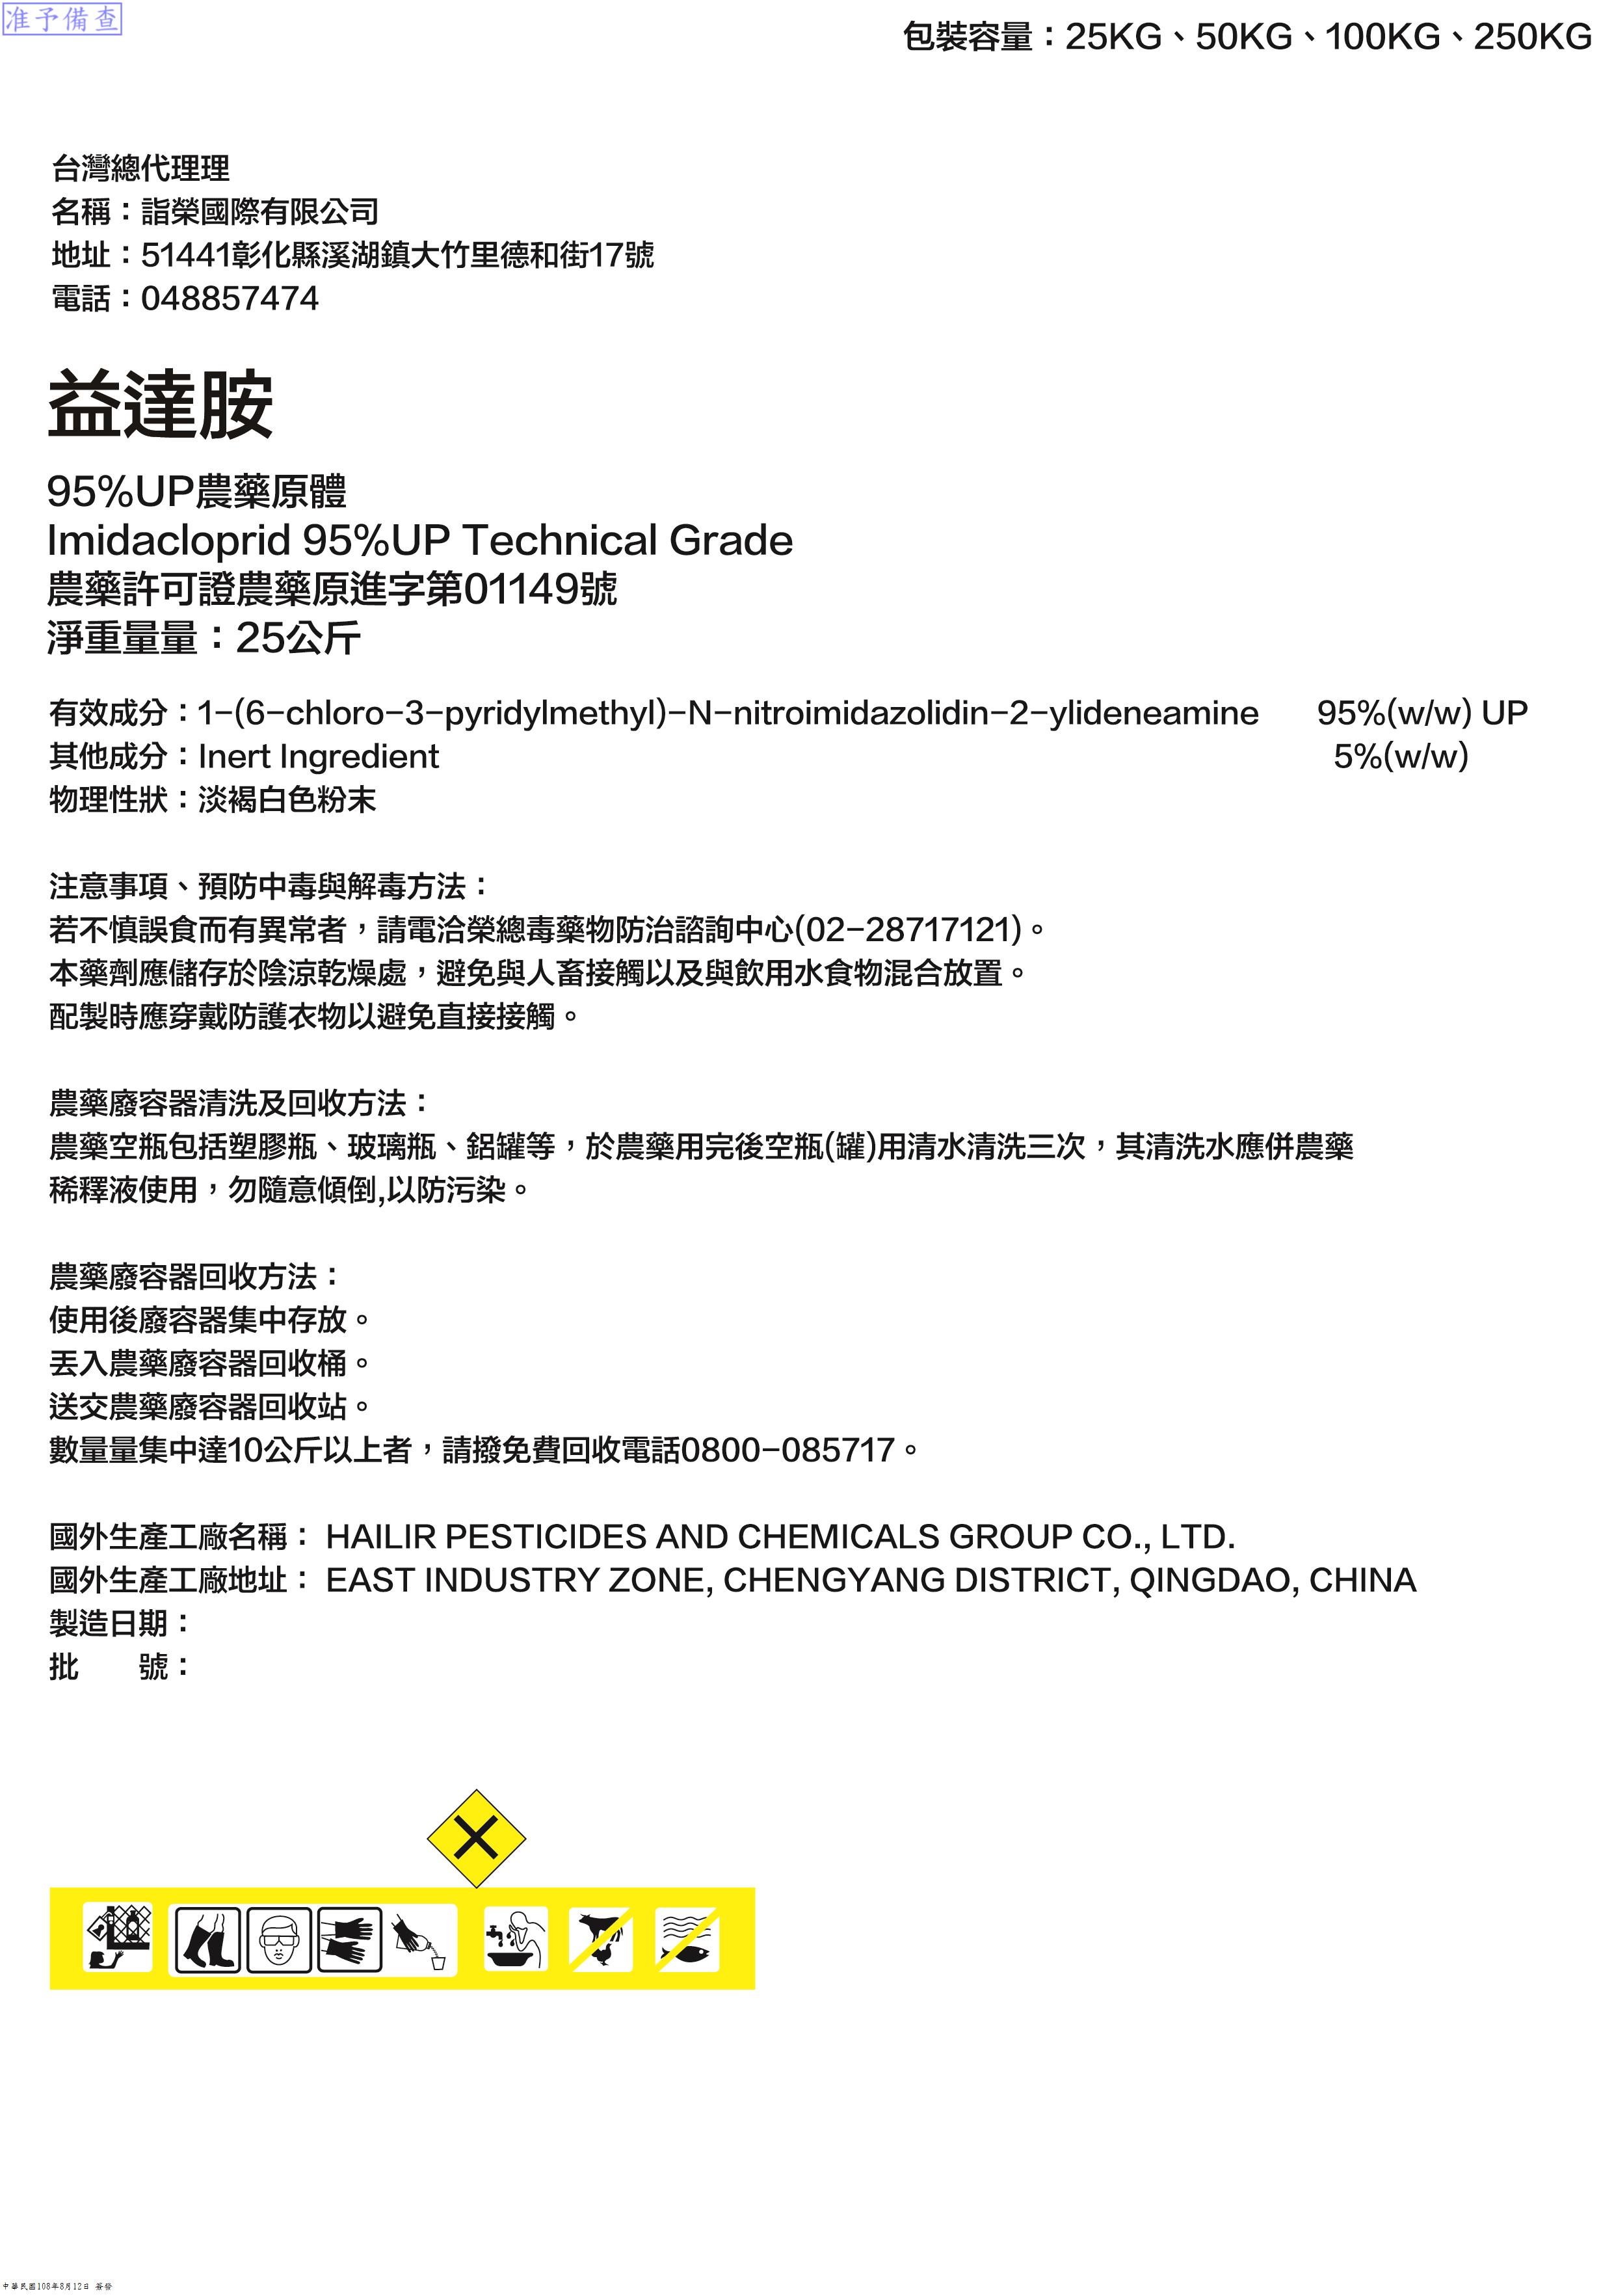 准予備查
包裝容量：25KG、50KG、100KG、250KG
台灣總代理理
名稱：詣榮國際有限公司
地址：51441彰化縣溪湖鎮大竹里德和街17號
電話：048857474
益達胺
95%UP農藥原體
Imidacloprid 95%UP Technical Grade
農藥許可證農藥原進字第01149號
淨重量量：25公斤
有效成分：1-(6-chloro-3-pyridylmethyl)-N-nitroimidazolidin-2-ylideneamine 95%(w/w) UP
其他成分：Inert Ingredient 5%(w/w)
物理性狀：淡褐白色粉末
注意事項、預防中毒與解毒方法：
若不慎誤食而有異常者，請電洽榮總毒藥物防治諮詢中心(02-28717121)。
本藥劑應儲存於陰涼乾燥處，避免與人畜接觸以及與飲用水食物混合放置。
配製時應穿戴防護衣物以避免直接接觸。
農藥廢容器清洗及回收方法：
農藥空瓶包括塑膠瓶、玻璃瓶、鋁罐等，於農藥用完後空瓶(罐)用清水清洗三次，其清洗水應併農藥
稀釋液使用，勿隨意傾倒,以防污染。
農藥廢容器回收方法：
使用後廢容器集中存放。
丟入農藥廢容器回收桶。
送交農藥廢容器回收站。
數量量集中達10公斤以上者，請撥免費回收電話0800-085717。
國外生產工廠名稱： HAILIR PESTICIDES AND CHEMICALS GROUP CO., LTD.
國外生產工廠地址： EAST INDUSTRY ZONE, CHENGYANG DISTRICT, QINGDAO, CHINA
製造日期：
批　　號：
中華民國108年8月12日 簽發